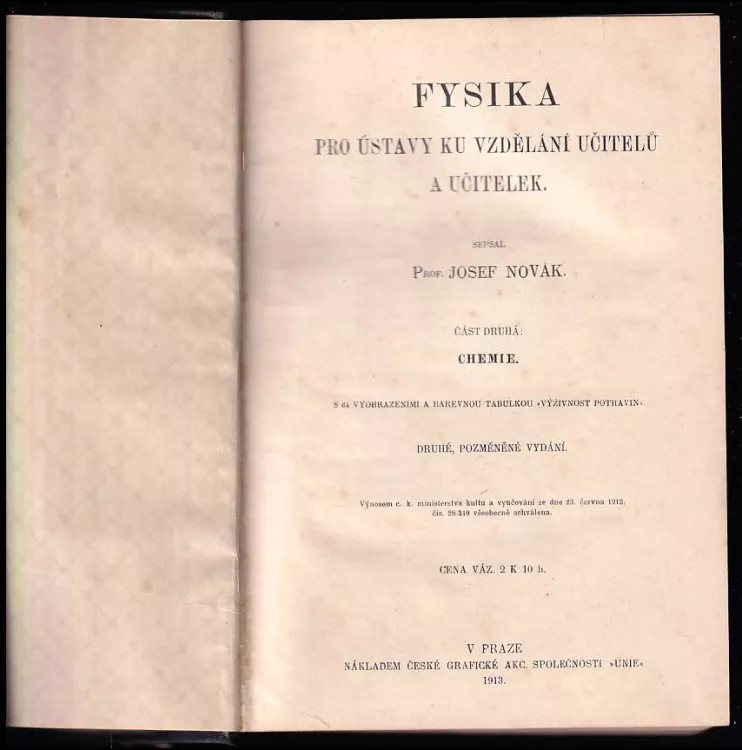 FYSIKA
PRO ÚSTAVY KU VZDĚLÁNÍ UČITELŮ
A UČITELEK.
SEPSAL
PROF. JOSEF NOVÁK.
ČÁST DRUHÁ:
CHEMIE.
S 64 VYOBRAZENÍMI A BAREVNOU TABULKOU »VÝŽIVNOST POTRAVIN«
DRUHÉ, POZMĚNĚNÉ VYDÁNÍ.
Výnosem c. k. ministerstva kultu a vyučování ze dne 23. června 1913,
čís. 28.349 všeobecně schválena.
CENA VÁZ. 2 K 10 h.
V PRAZE
NÁKLADEM ČESKÉ GRAFICKÉ AKC. SPOLEČNOSTI »UNIE«
1913.